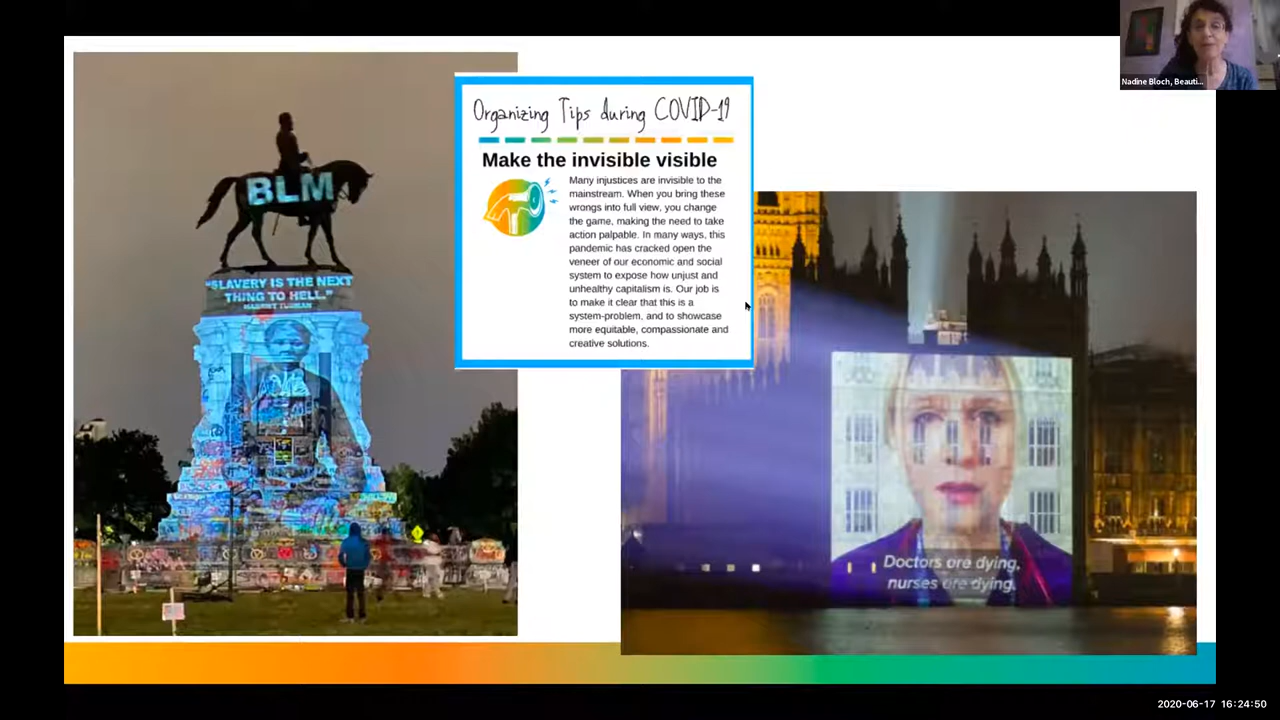 Nadine Bloch, Beauti...
Organizing Tips during COVID-19
Make the invisible visible
Many injustices are invisible to the
mainstream. When you bring these
wrongs into full view, you change
the game, making the need to take
action palpable. In many ways, this
pandemic has cracked open the
veneer of our economic and social
system to expose how unjust and
unhealthy capitalism is. Our job is
to make it clear that this is a
system-problem, and to showcase
more equitable, compassionate and
creative solutions.
BLM
"SLAVERY IS THE NEXT
THING TO HELL."
HARRIET TUBMAN
Doctors are dying,
nurses are dying.
2020-06-17 16:24:50